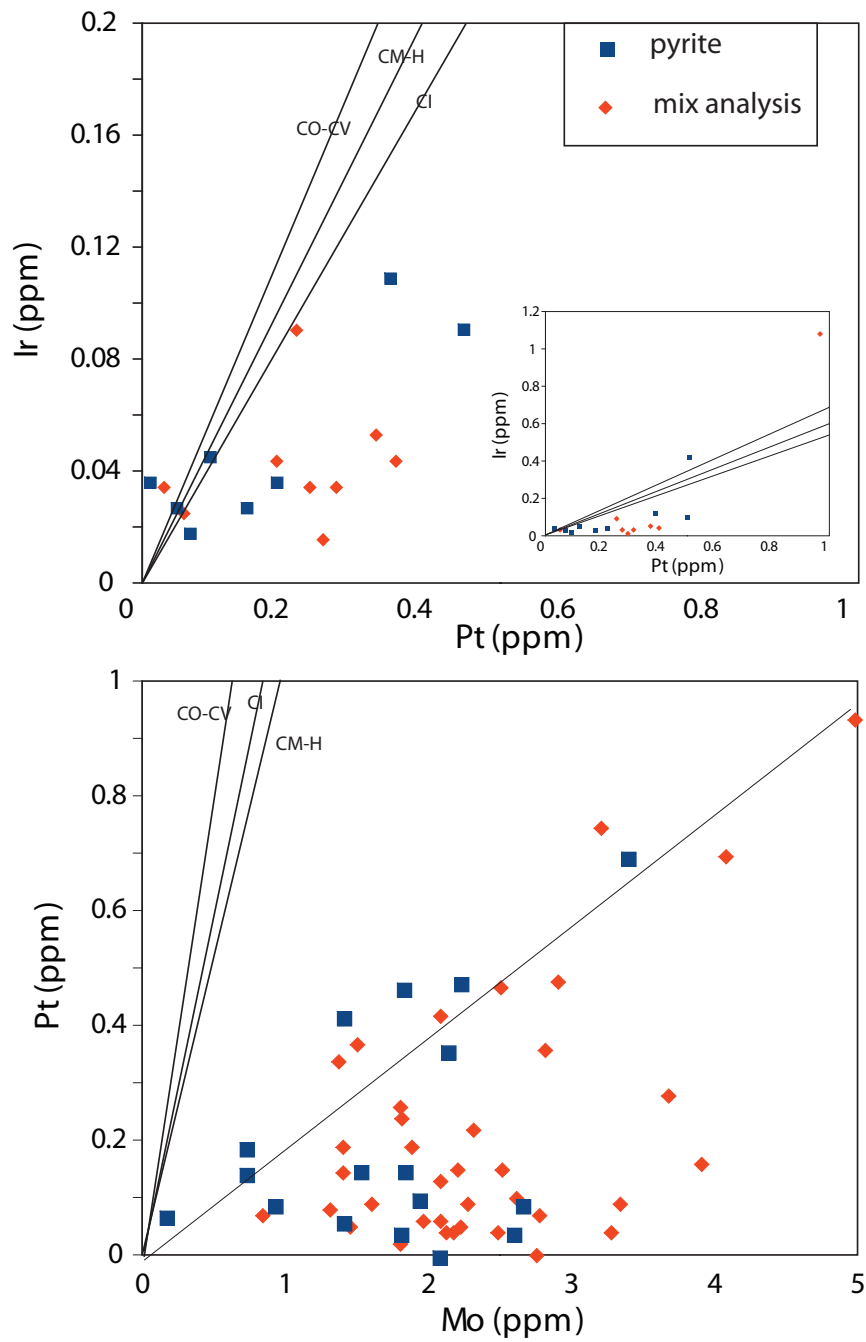 0.2
pyrite
CM-H
mix analysis
CI
0.16
CO-CV
0.12
Ir (ppm)
1.2
1
0.8
0.08
Ir (ppm)
0.6
0.4
0.04
0.2
0
0 0.2 0.4 0.6 0.8 1
Pt (ppm)
0
0 0.2 0.4 0.6 0.8 1
Pt (ppm)
1
CI
CO-CV
CM-H
0.8
0.6
Pt (ppm)
0.4
0.2
0
0 1 2 3 4 5
Mo (ppm)